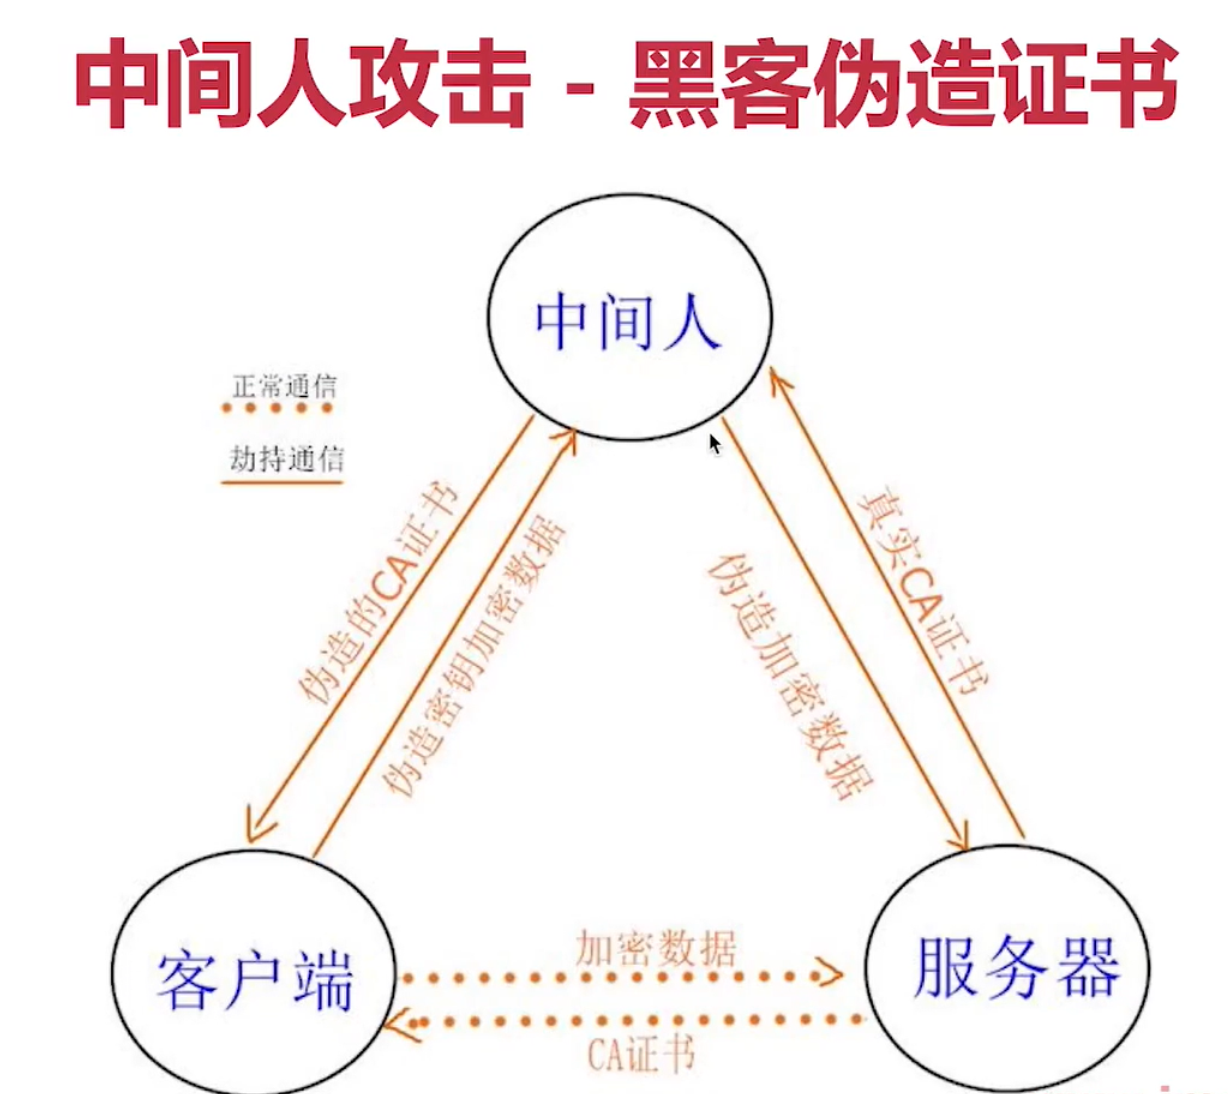 中间人攻击 - 黑客伪造证书
中间人
正常通信
劫持通信
伪造的CA证书
伪造密钥加密数据
伪造加密数据
真实CA证书
客户端
加密数据
CA证书
服务器